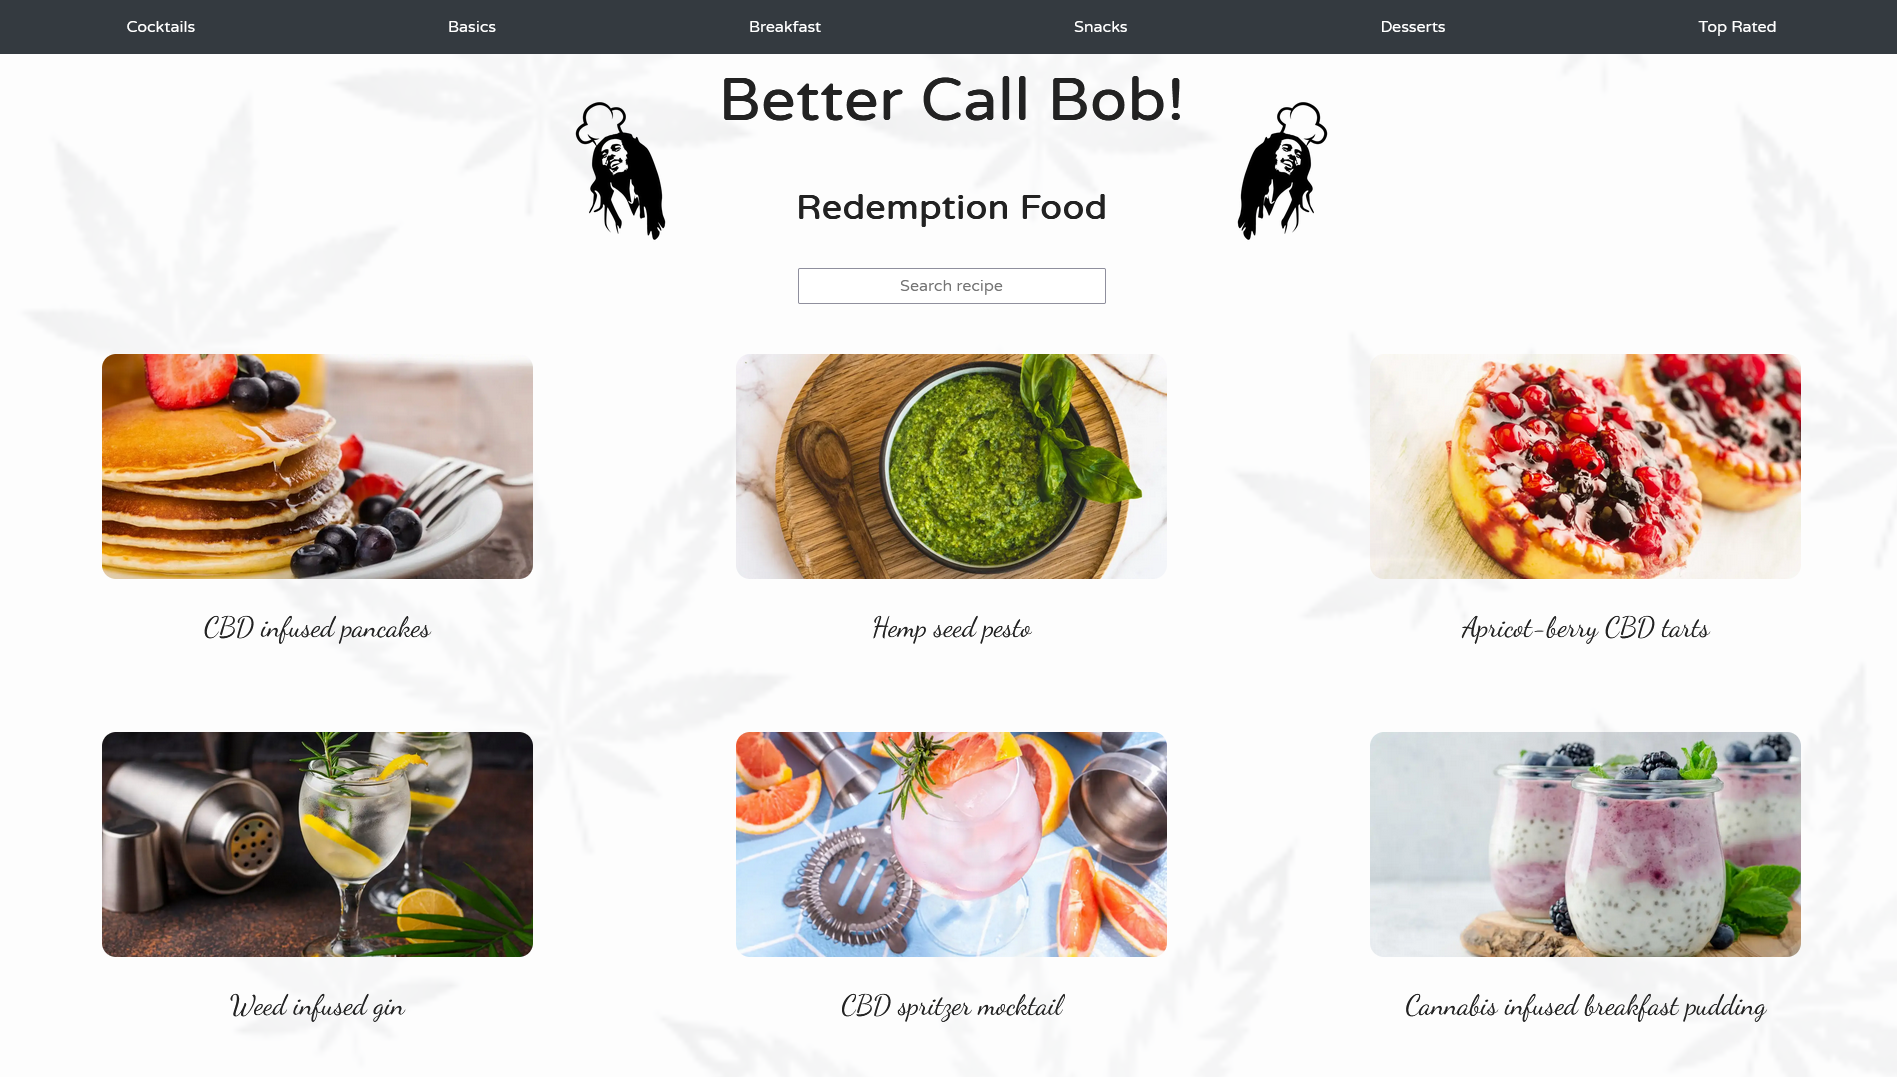 Cocktails Basics Breakfast Snacks Desserts Top Rated
Better Call Bob!
Redemption Food
Search recipe
CBD infused pancakes
Hemp seed pesto
Apricot-berry CBD tarts
Weed infused gin
CBD spritzer mocktail
Cannabis infused breakfast pudding